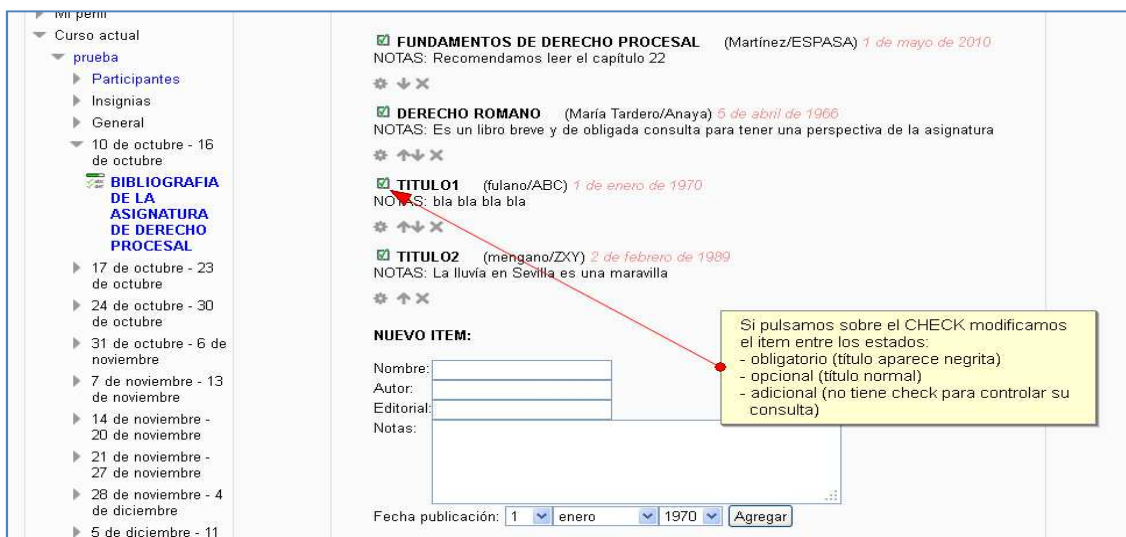 Mi perfil
Curso actual
prueba
Participantes
Insignias
General
10 de octubre - 16
de octubre
BIBLIOGRAFIA
DE LA
ASIGNATURA
DE DERECHO
PROCESAL
17 de octubre - 23
de octubre
24 de octubre - 30
de octubre
31 de octubre - 6 de
noviembre
7 de noviembre - 13
de noviembre
14 de noviembre -
20 de noviembre
21 de noviembre -
27 de noviembre
28 de noviembre - 4
de diciembre
5 de diciembre - 11
FUNDAMENTOS DE DERECHO PROCESAL (Martínez/ESPASA) 1 de mayo de 2010
NOTAS: Recomendamos leer el capítulo 22
DERECHO ROMANO (María Tardero/Anaya) 5 de abril de 1966
NOTAS: Es un libro breve y de obligada consulta para tener una perspectiva de la asignatura
TITULO1 (fulano/ABC) 1 de enero de 1970
NOTAS: bla bla bla bla
TITULO2 (mengano/ZXY) 2 de febrero de 1989
NOTAS: La lluvía en Sevilla es una maravilla
NUEVO ITEM:
Nombre:
Autor:
Editorial:
Notas:
Fecha publicación: 1 enero 1970 Agregar
Si pulsamos sobre el CHECK modificamos
el item entre los estados:
- obligatorio (título aparece negrita)
- opcional (título normal)
- adicional (no tiene check para controlar su
consulta)